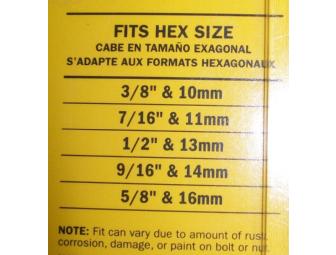 FITS HEX SIZE
CABE EN TAMAÑO EXAGONAL
S'ADAPTE AUX FORMATS HEXAGONAUX
3/8" & 10mm
7/16" & 11mm
1/2" & 13mm
9/16" & 14mm
5/8" & 16mm
NOTE: Fit can vary due to amount of rust,
corrosion, damage, or paint on bolt or nut.